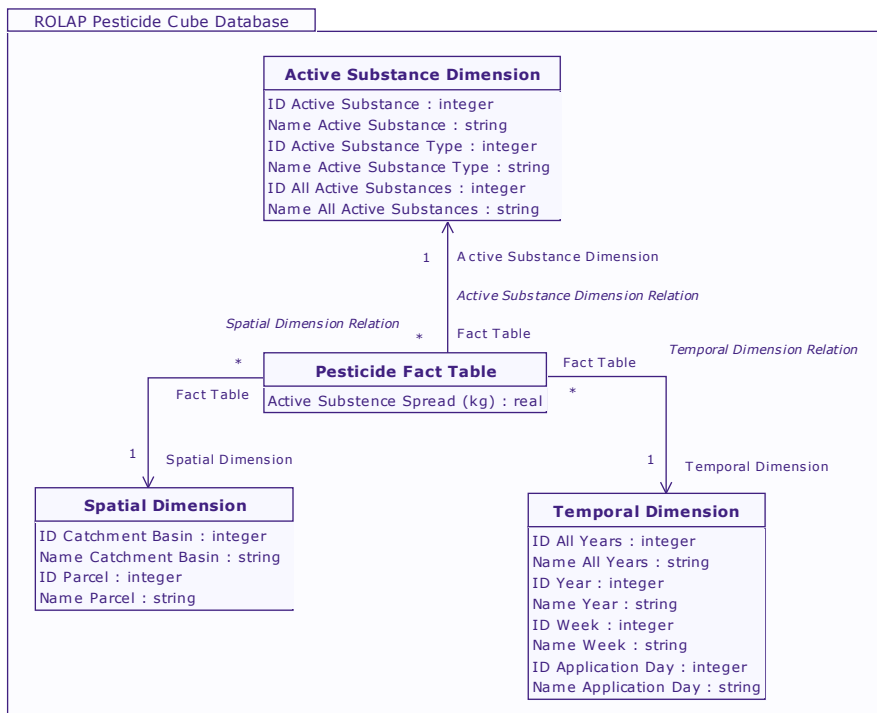 ROLAP Pesticide Cube Database
Active Substance Dimension
ID Active Substance : integer
Name Active Substance : string
ID Active Substance Type : integer
Name Active Substance Type : string
ID All Active Substances : integer
Name All Active Substances : string
1
Active Substance Dimension
Active Substance Dimension Relation
Spatial Dimension Relation
*
Fact Table
Temporal Dimension Relation
*
Fact Table
Pesticide Fact Table
Active Substence Spread (kg) : real
Fact Table
*
1
Spatial Dimension
1
Temporal Dimension
Spatial Dimension
ID Catchment Basin : integer
Name Catchment Basin : string
ID Parcel : integer
Name Parcel : string
Temporal Dimension
ID All Years : integer
Name All Years : string
ID Year : integer
Name Year : string
ID Week : integer
Name Week : string
ID Application Day : integer
Name Application Day : string